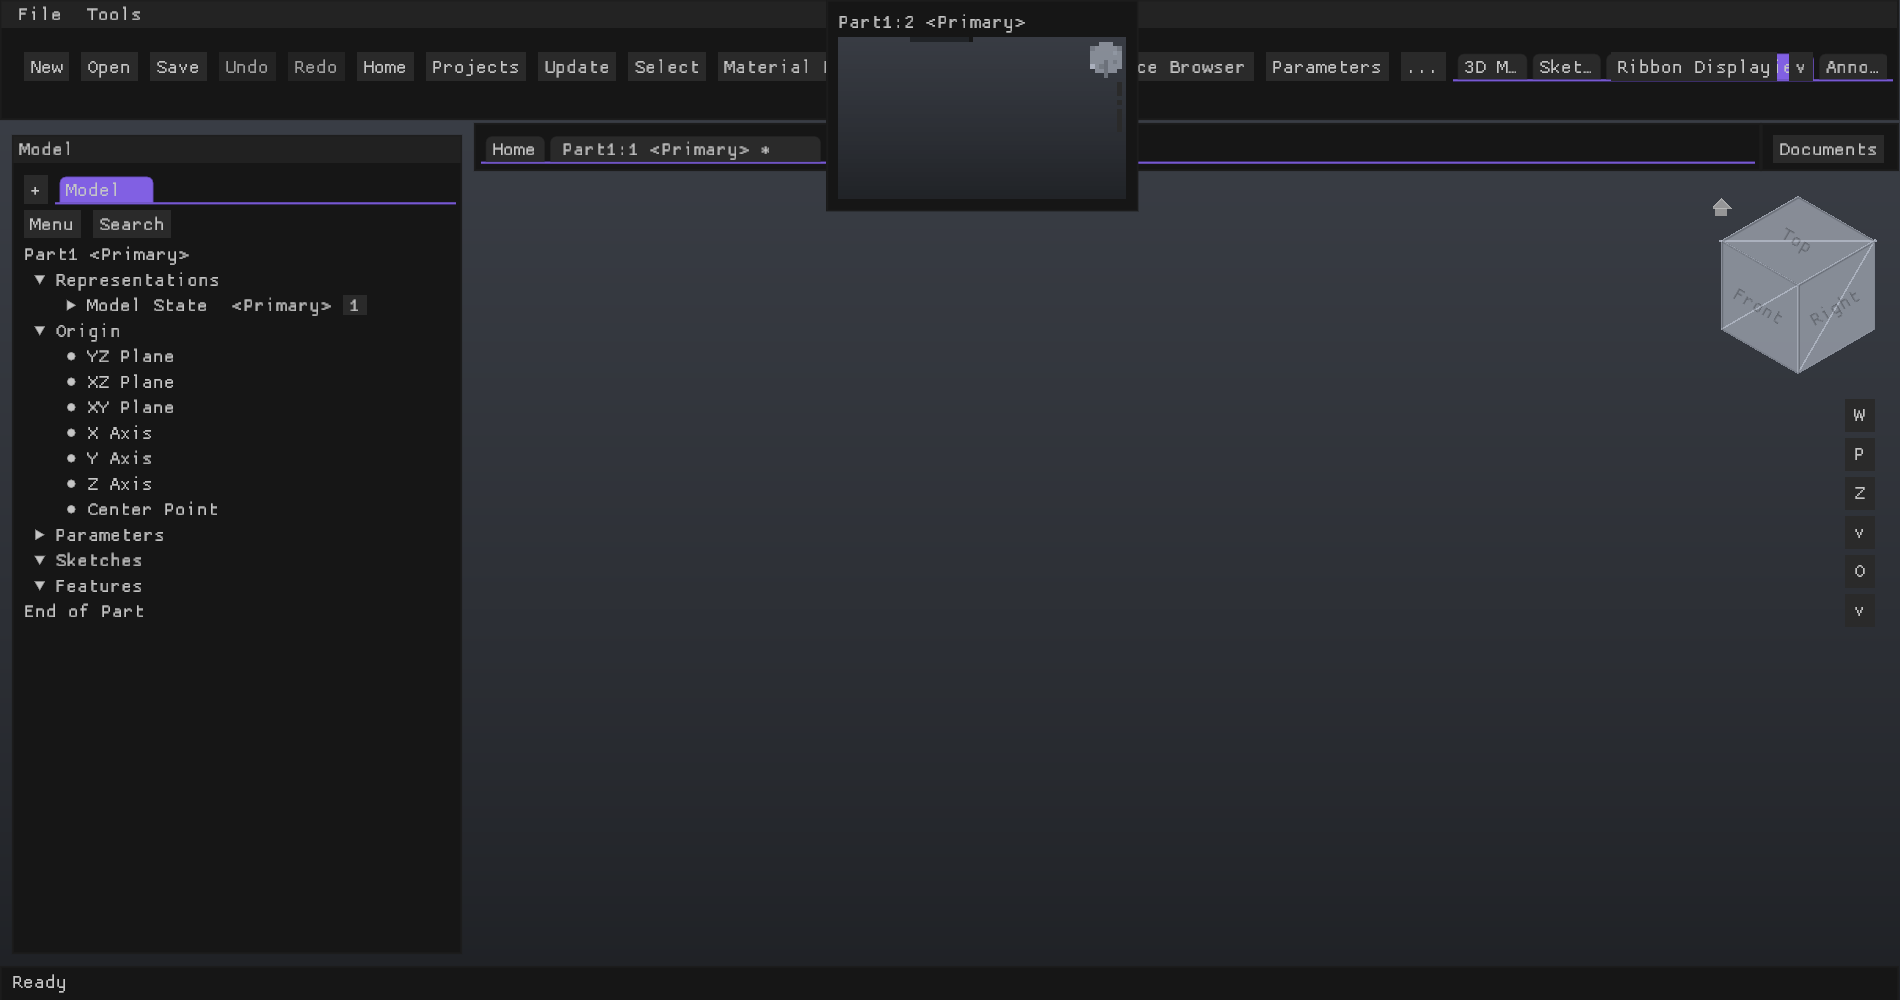 File Tools
Part1:2 <Primary>
New Open Save Undo Redo Home Projects Update Select Material ce Browser Parameters ... 3D M… Sket… Ribbon Display v Anno…
Model
Home Part1:1 <Primary> * Documents
+ Model
Menu Search
Part1 <Primary>
Representations
Model State <Primary> 1
Origin
YZ Plane
XZ Plane
XY Plane
X Axis
Y Axis
Z Axis
Center Point
Parameters
Sketches
Features
End of Part
Top
Front
Right
W
P
Z
v
O
v
Ready